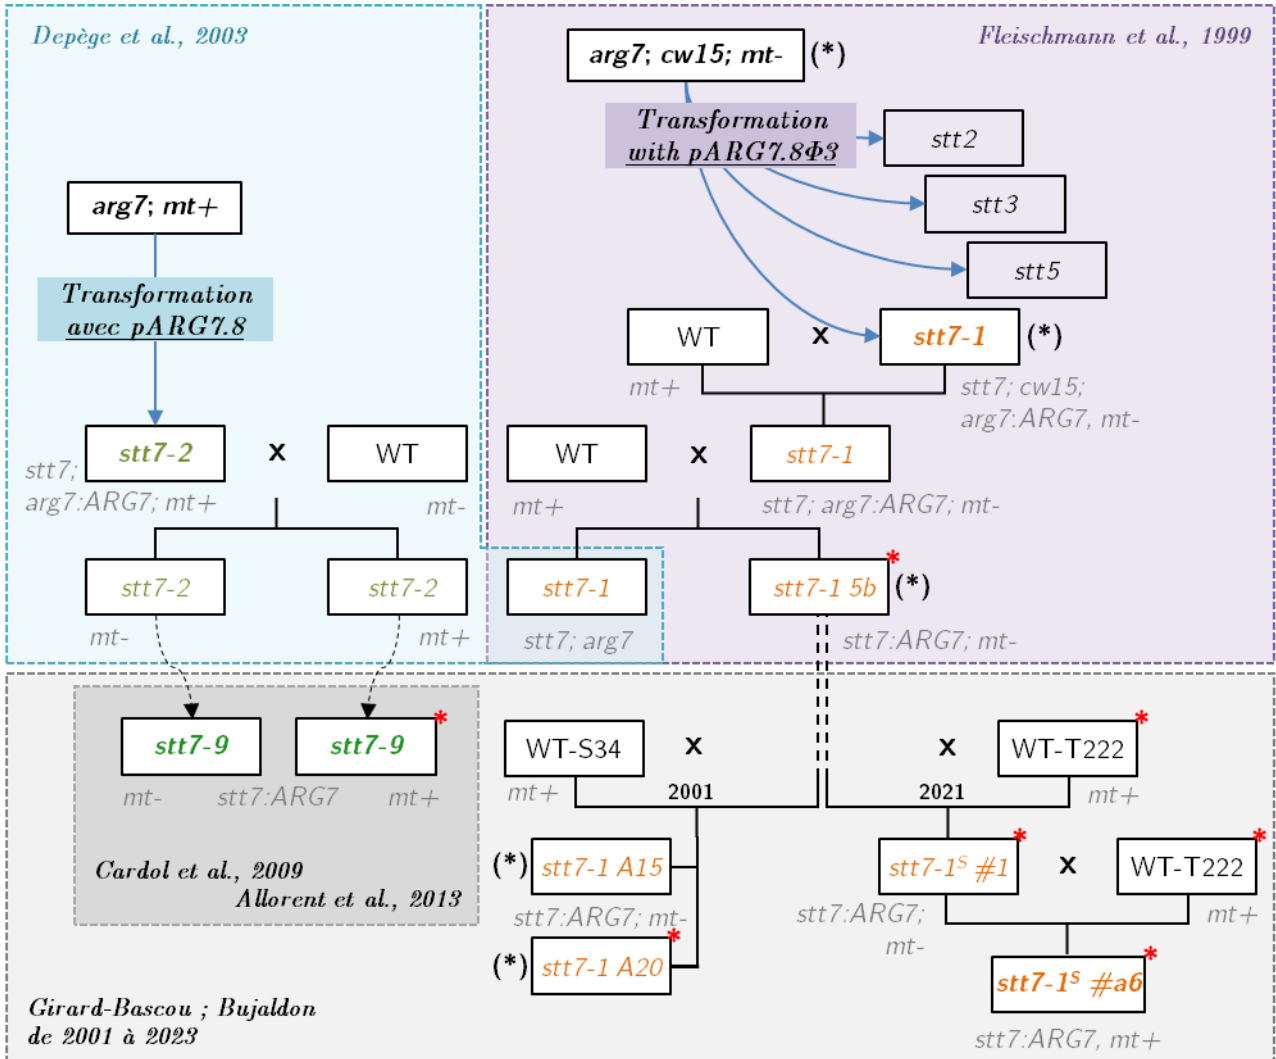 Depège et al., 2003
arg7; mt+
Transformation
avec pARG7.8
stt7-2
x
WT
stt7;
arg7:ARG7; mt+
mt-
stt7-2
stt7-2
mt-
mt+
Fleischmann et al., 1999
arg7; cw15; mt- (*)
Transformation
with pARG7.8Φ3
stt2
stt3
stt5
WT
x
stt7-1 (*)
mt+
stt7; cw15;
arg7:ARG7, mt-
WT
x
stt7-1
mt+
stt7; arg7:ARG7; mt-
stt7-1
stt7-1 5b * (*)
stt7; arg7
stt7:ARG7; mt-
stt7-9
stt7-9 *
mt-
stt7:ARG7
mt+
Cardol et al., 2009
Allorent et al., 2013
WT-S34
x
mt+
2001
(*) stt7-1 A15
stt7:ARG7; mt-
(*) stt7-1 A20 *
x
WT-T222 *
2021
mt+
stt7-1ˢ #1 *
x
WT-T222 *
stt7:ARG7;
mt-
mt+
stt7-1ˢ #a6 *
stt7:ARG7, mt+
Girard-Bascou ; Bujaldon
de 2001 à 2023